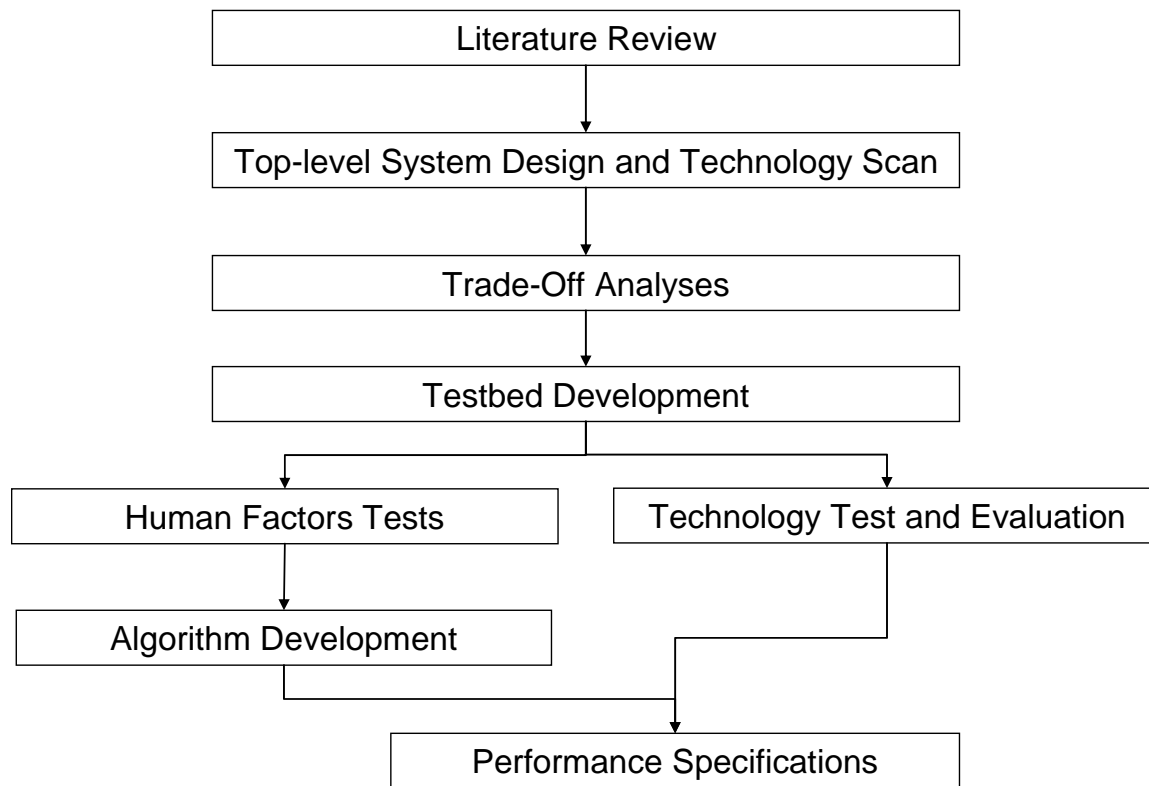 Literature Review
Top-level System Design and Technology Scan
Trade-Off Analyses
Testbed Development
Human Factors Tests
Technology Test and Evaluation
Algorithm Development
Performance Specifications